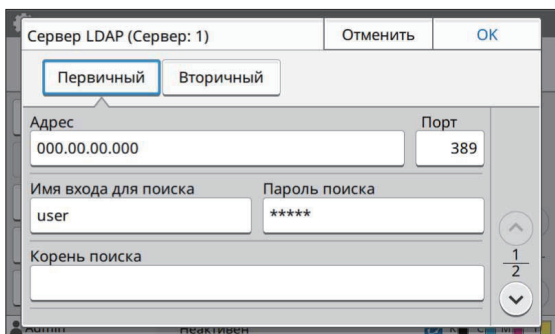 Сервер LDAP (Сервер: 1) Отменить OK
Первичный Вторичный
Адрес Порт
000.00.00.000 389
Имя входа для поиска Пароль поиска
user *****
Корень поиска
1
2
Admin Неактивен K C M